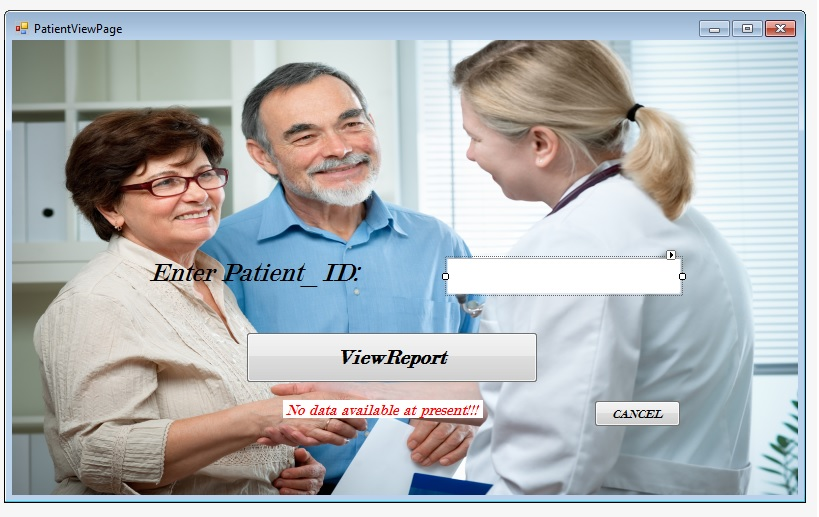 PatientViewPage
Enter Patient_ ID:
ViewReport
No data available at present!!!
CANCEL